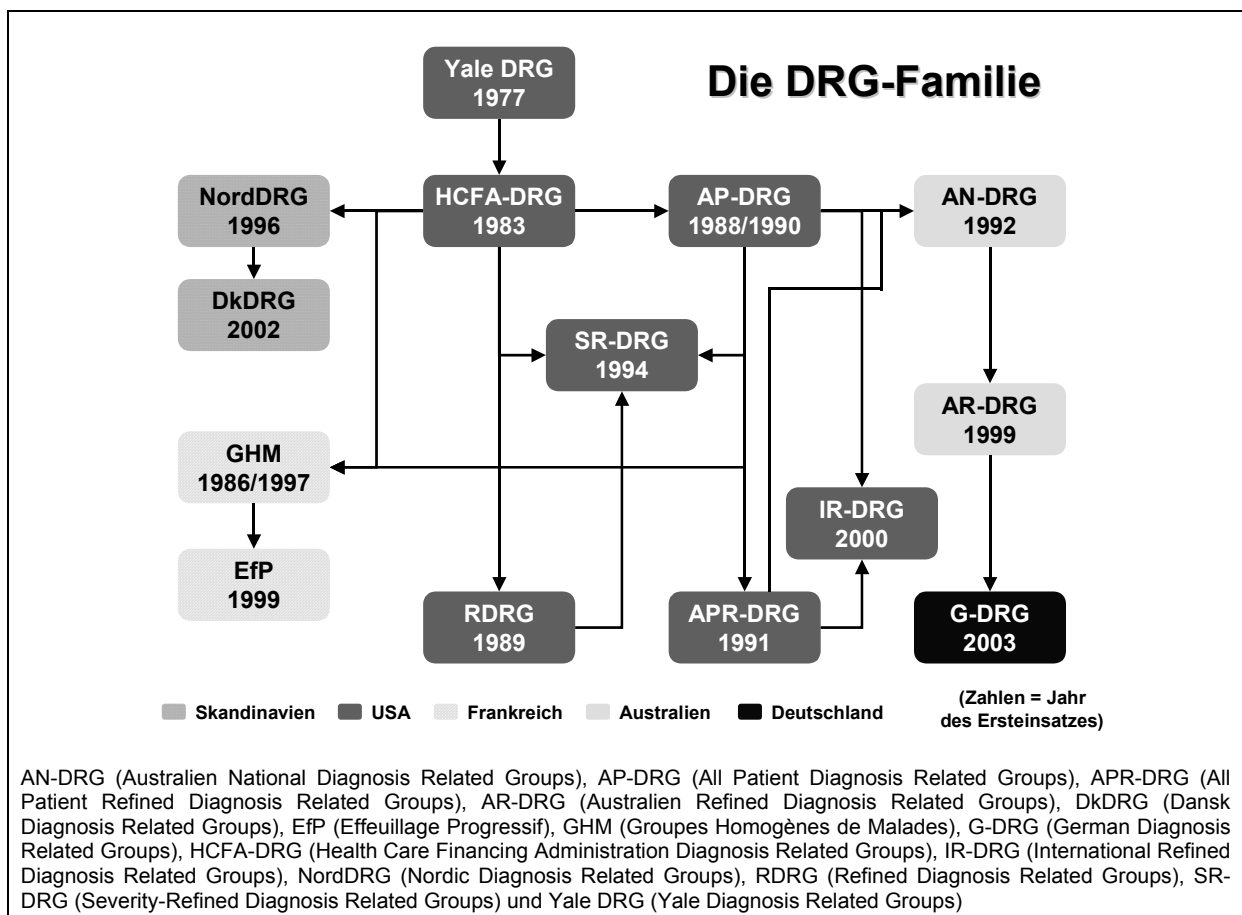 Die DRG-Familie
Yale DRG
1977
NordDRG
1996
HCFA-DRG
1983
AP-DRG
1988/1990
AN-DRG
1992
DkDRG
2002
SR-DRG
1994
AR-DRG
1999
GHM
1986/1997
IR-DRG
2000
EfP
1999
RDRG
1989
APR-DRG
1991
G-DRG
2003
Skandinavien
USA
Frankreich
Australien
Deutschland
(Zahlen = Jahr
des Ersteinsatzes)
AN-DRG (Australien National Diagnosis Related Groups), AP-DRG (All Patient Diagnosis Related Groups), APR-DRG (All
Patient Refined Diagnosis Related Groups), AR-DRG (Australien Refined Diagnosis Related Groups), DkDRG (Dansk
Diagnosis Related Groups), EfP (Effeuillage Progressif), GHM (Groupes Homogènes de Malades), G-DRG (German Diagnosis
Related Groups), HCFA-DRG (Health Care Financing Administration Diagnosis Related Groups), IR-DRG (International Refined
Diagnosis Related Groups), NordDRG (Nordic Diagnosis Related Groups), RDRG (Refined Diagnosis Related Groups), SR-
DRG (Severity-Refined Diagnosis Related Groups) und Yale DRG (Yale Diagnosis Related Groups)